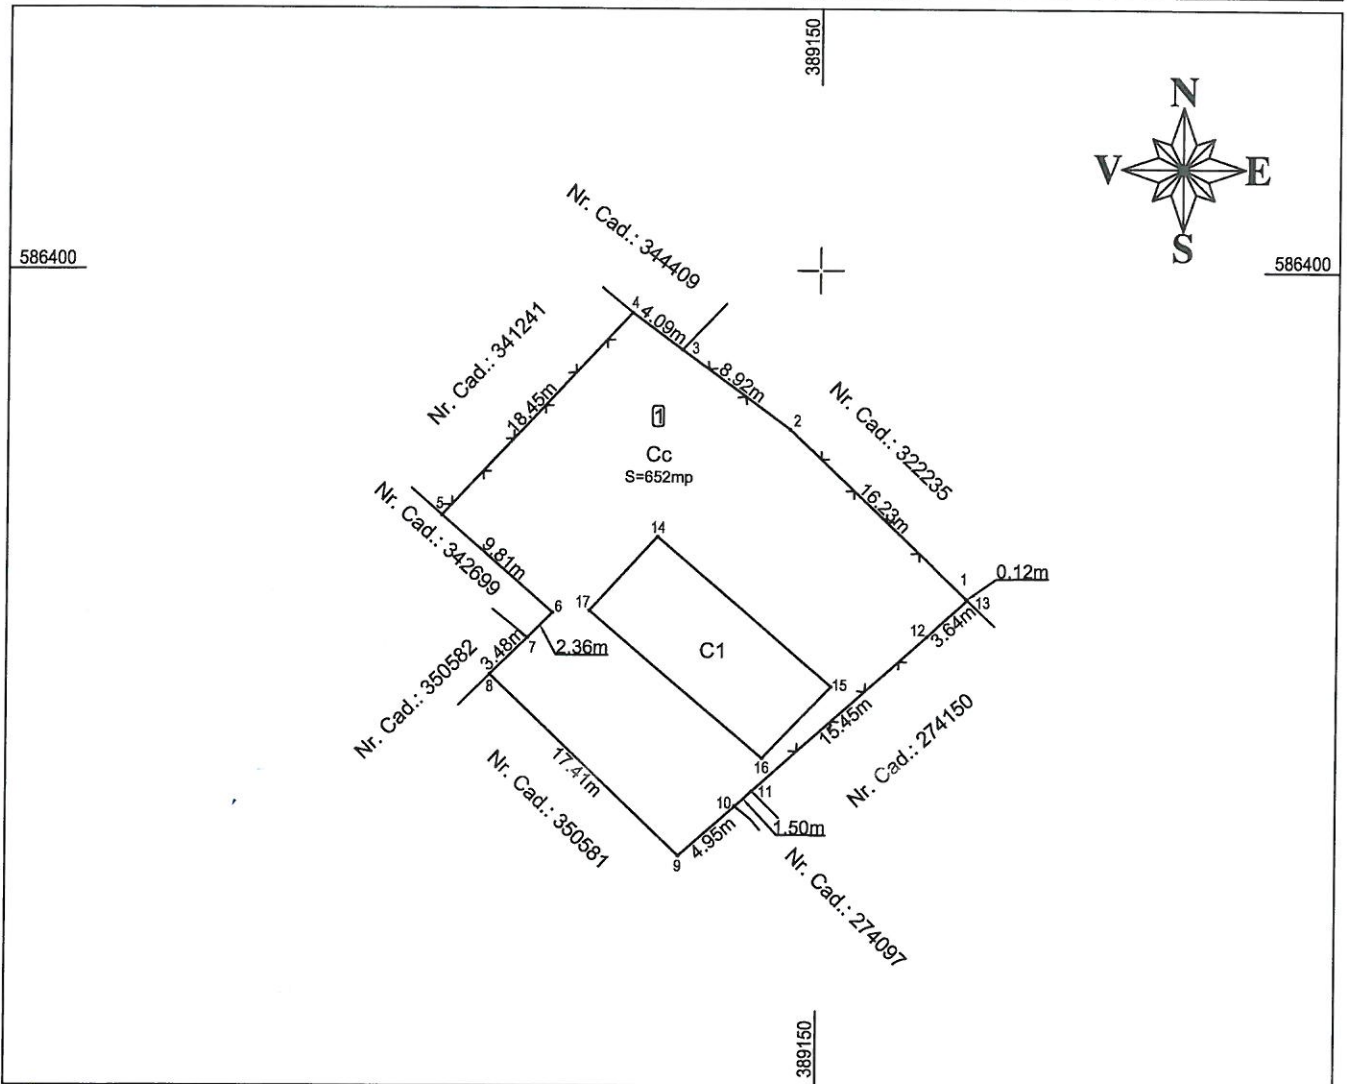 389150
N
V
E
S
586400
586400
Nr. Cad.: 344409
4
4.09m
3
Nr. Cad.: 341241
8.92m
18.45m
1
2
Nr. Cad.: 322235
Cc
S=652mp
16.23m
5
Nr. Cad.: 342699
9.81m
14
1
0.12m
13
6
17
12
3.64m
7
2.36m
3.48m
C1
8
Nr. Cad.: 350582
15
15.45m
Nr. Cad.: 274150
17.41m
16
Nr. Cad.: 350581
11
10
1.50m
4.95m
9
Nr. Cad.: 274097
389150